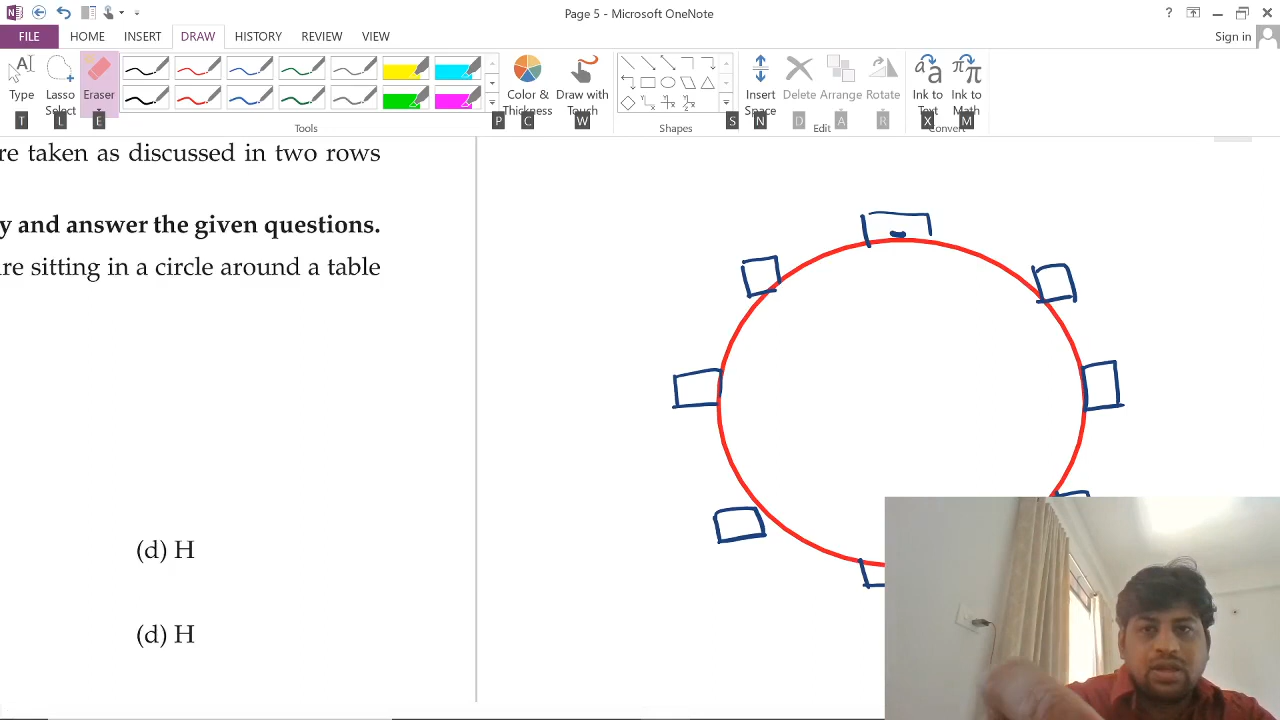 Page 5 - Microsoft OneNote
?
Sign in
FILE HOME INSERT DRAW HISTORY REVIEW VIEW
Type Lasso Select Eraser Color & Thickness Draw with Touch Insert Space Delete Arrange Rotate Ink to Text Ink to Math
T L E P C W S N D A R X M
Tools Shapes Edit Convert
re taken as discussed in two rows
y and answer the given questions.
re sitting in a circle around a table
(d) H
(d) H